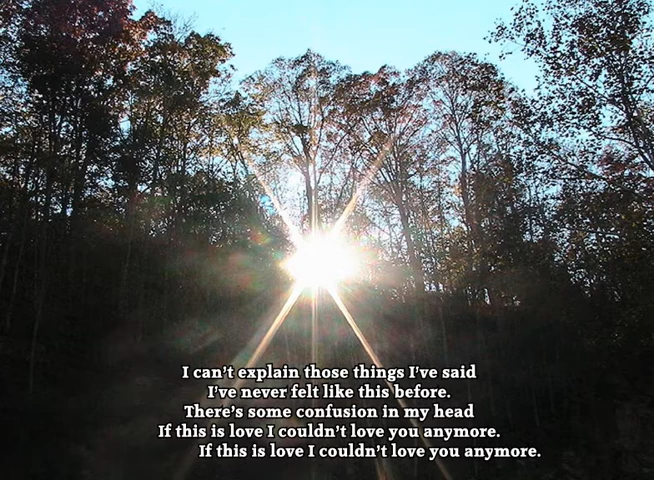 I can't explain those things I've said
I've never felt like this before.
There's some confusion in my head
If this is love I couldn't love you anymore.
If this is love I couldn't love you anymore.